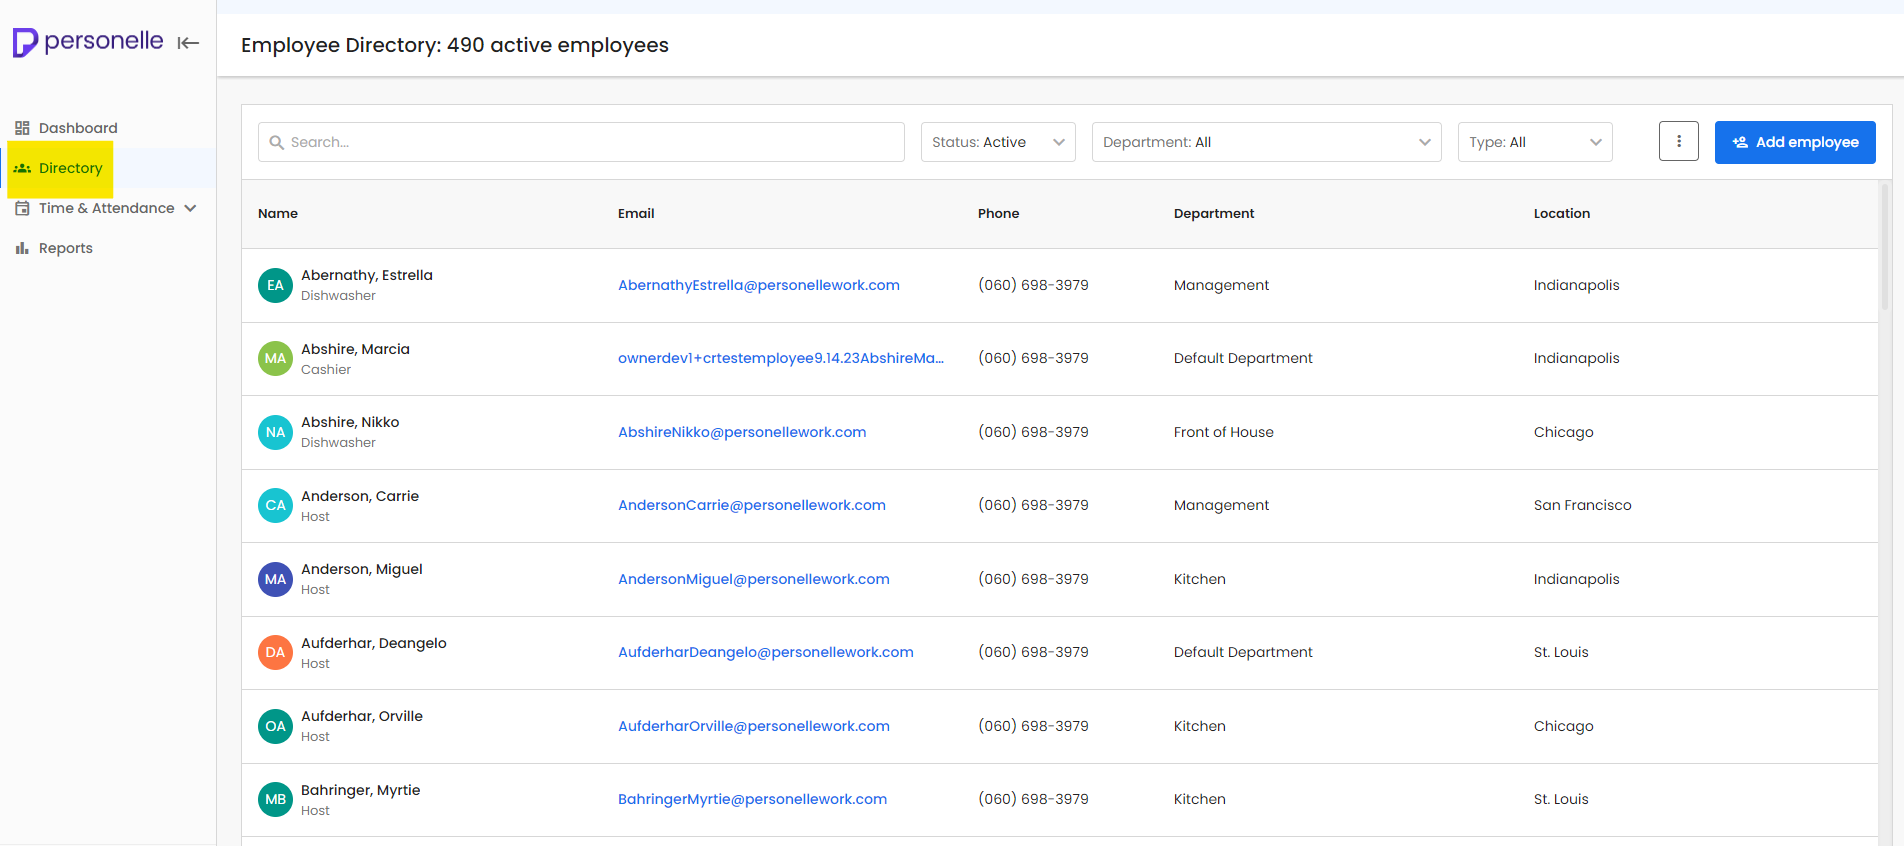 personelle
Employee Directory: 490 active employees
Dashboard
Directory
Time & Attendance
Reports
Search...
Status: Active
Department: All
Type: All
Add employee
Name Email Phone Department Location
EA Abernathy, Estrella AbernathyEstrella@personellework.com (060) 698-3979 Management Indianapolis
Dishwasher
MA Abshire, Marcia ownerdev1+crtestemployee9.14.23AbshireMa... (060) 698-3979 Default Department Indianapolis
Cashier
NA Abshire, Nikko AbshireNikko@personellework.com (060) 698-3979 Front of House Chicago
Dishwasher
CA Anderson, Carrie AndersonCarrie@personellework.com (060) 698-3979 Management San Francisco
Host
MA Anderson, Miguel AndersonMiguel@personellework.com (060) 698-3979 Kitchen Indianapolis
Host
DA Aufderhar, Deangelo AufderharDeangelo@personellework.com (060) 698-3979 Default Department St. Louis
Host
OA Aufderhar, Orville AufderharOrville@personellework.com (060) 698-3979 Kitchen Chicago
Host
MB Bahringer, Myrtie BahringerMyrtie@personellework.com (060) 698-3979 Kitchen St. Louis
Host